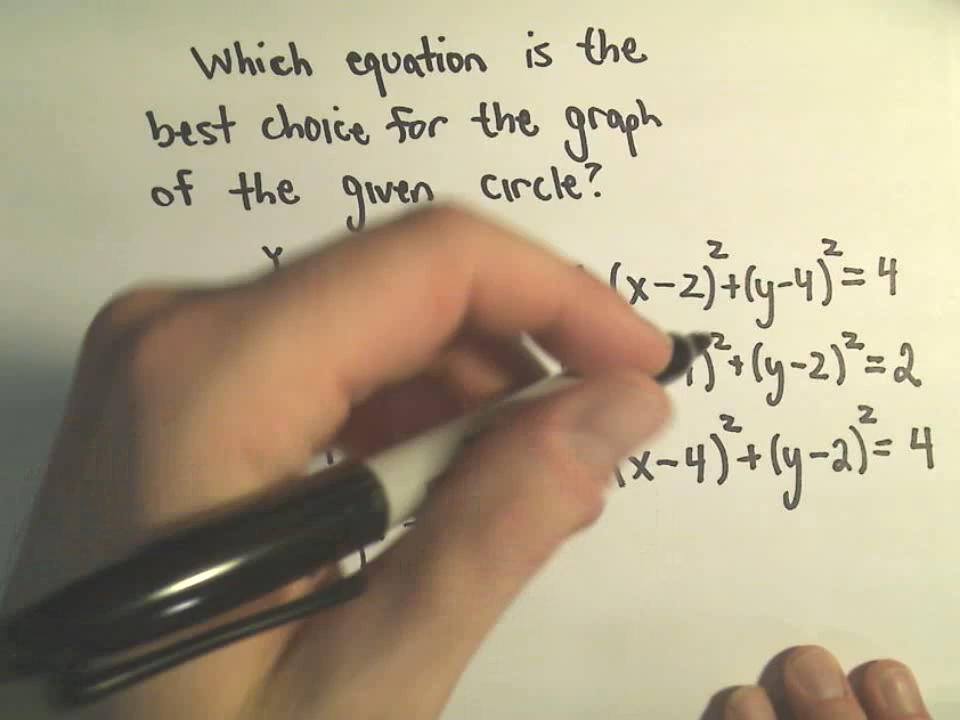 Which equation is the
best choice for the graph
of the given circle?
Y
(x-2)²+(y-4)²=4
)²+(y-2)²=2
(x-4)²+(y-2)²=4